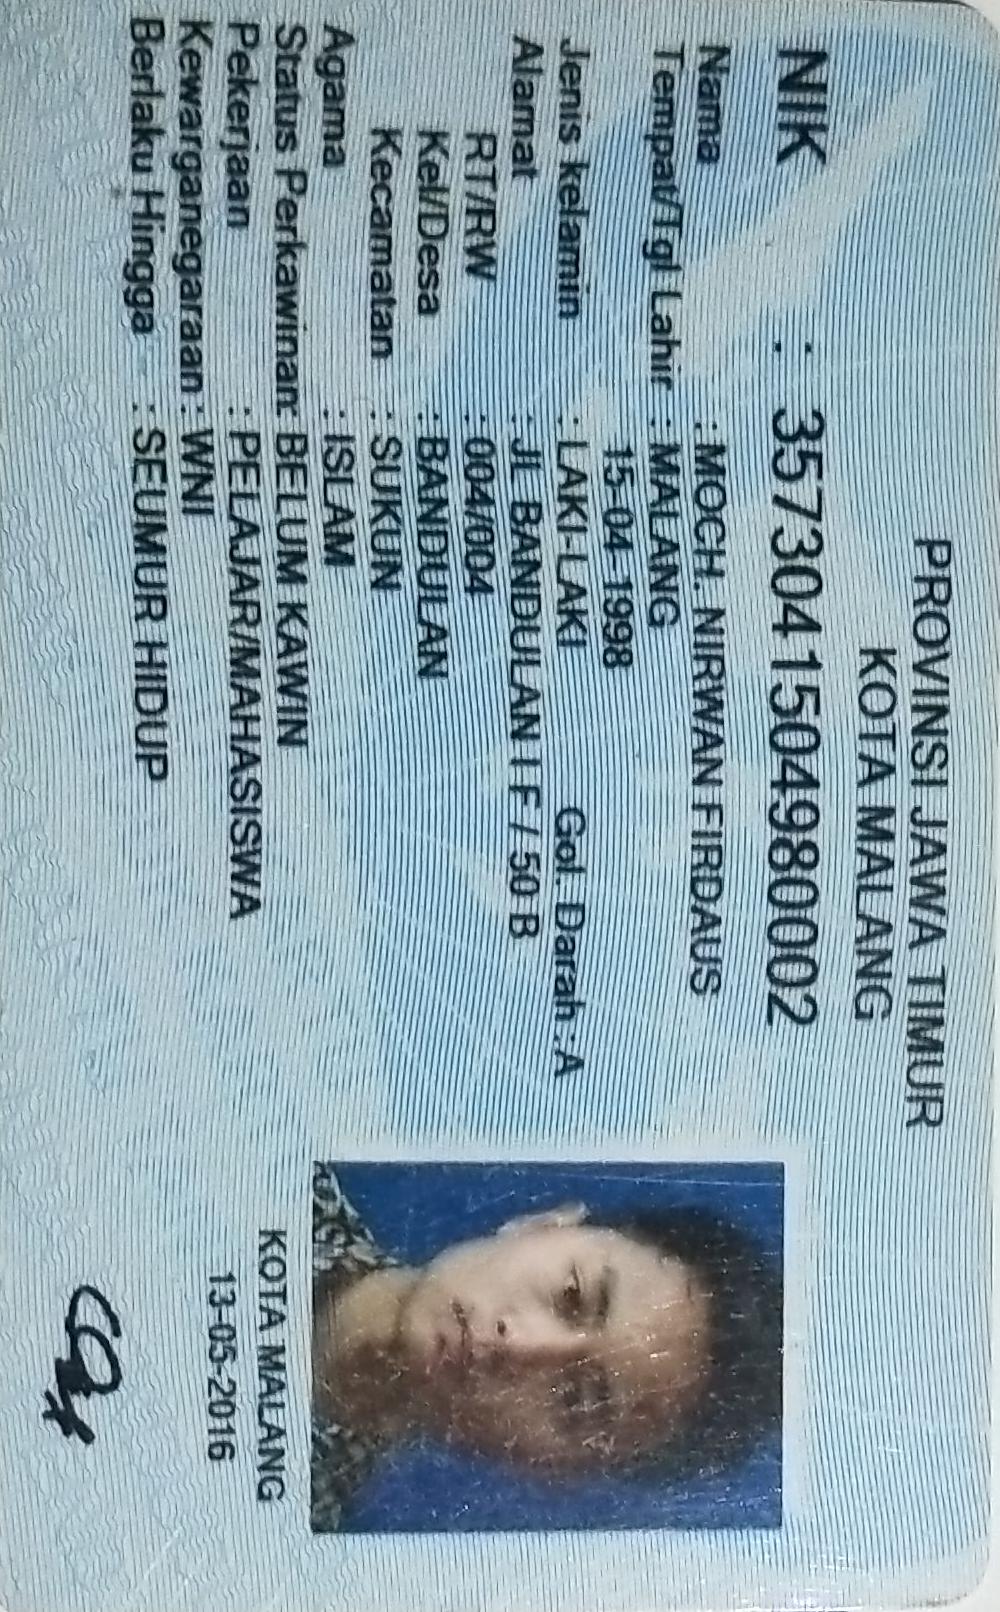 PROVINSI JAWA TIMUR
KOTA MALANG
NIK : 3573041504980002
Nama : MOCH. NIRWAN FIRDAUS
Tempat/Tgl Lahir : MALANG
15-04-1998
Jenis kelamin : LAKI-LAKI Gol. Darah : A
Alamat : JL BANDULAN I F / 50 B
RT/RW : 004/004
Kel/Desa : BANDULAN
Kecamatan : SUKUN
Agama : ISLAM
Status Perkawinan: BELUM KAWIN
Pekerjaan : PELAJAR/MAHASISWA
Kewarganegaraan : WNI
Berlaku Hingga : SEUMUR HIDUP
KOTA MALANG
13-05-2016